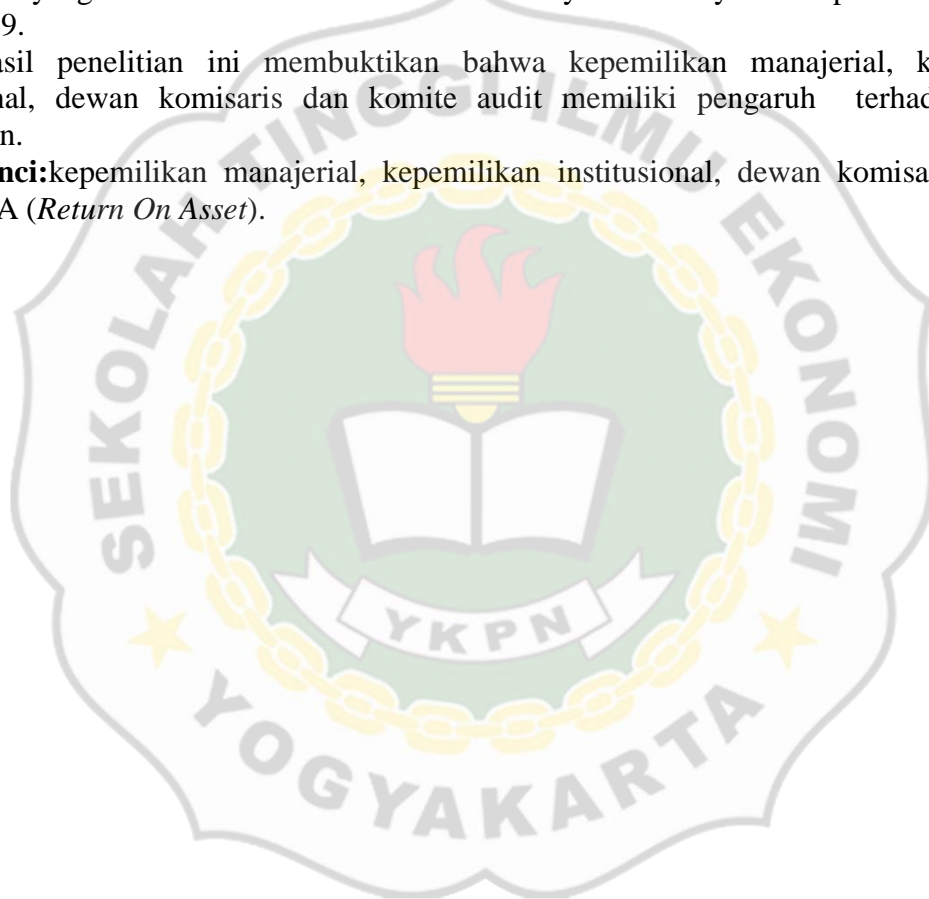 9.
asil penelitian ini membuktikan bahwa kepemilikan manajerial, k
nal, dewan komisaris dan komite audit memiliki pengaruh terhad
n.
nci:kepemilikan manajerial, kepemilikan institusional, dewan komisa
A (Return On Asset).
SEKOLAH TINGGI ILMU EKONOMI
YKPN
YOGYAKARTA